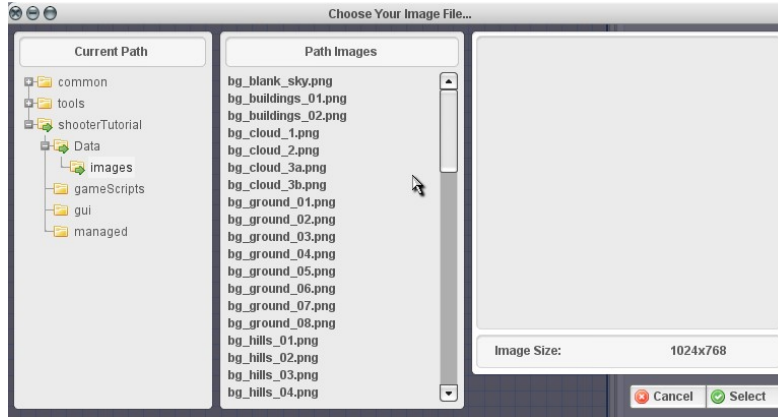 Choose Your Image File...
Current Path
common
tools
shooterTutorial
Data
images
gameScripts
gui
managed
Path Images
bg_blank_sky.png
bg_buildings_01.png
bg_buildings_02.png
bg_cloud_1.png
bg_cloud_2.png
bg_cloud_3a.png
bg_cloud_3b.png
bg_ground_01.png
bg_ground_02.png
bg_ground_03.png
bg_ground_04.png
bg_ground_05.png
bg_ground_06.png
bg_ground_07.png
bg_ground_08.png
bg_hills_01.png
bg_hills_02.png
bg_hills_03.png
bg_hills_04.png
Image Size: 1024x768
Cancel Select